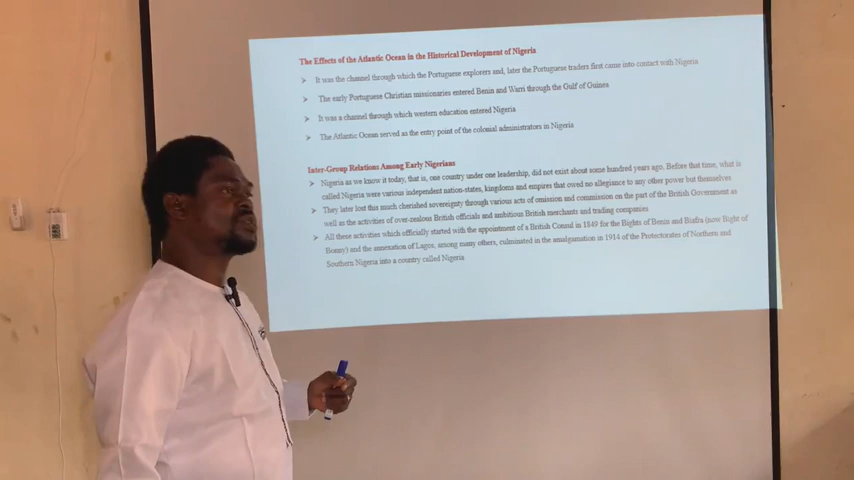 The Effects of the Atlantic Ocean in the Historical Development of Nigeria
➢ It was the channel through which the Portuguese explorers and, later the Portuguese traders first came into contact with Nigeria
➢ The early Portuguese Christian missionaries entered Benin and Warri through the Gulf of Guinea
➢ It was a channel through which western education entered Nigeria
➢ The Atlantic Ocean served as the entry point of the colonial administrators in Nigeria
Inter-Group Relations Among Early Nigerians
➢ Nigeria as we know it today, that is, one country under one leadership, did not exist about some hundred years ago. Before that time, what is
called Nigeria were various independent nation-states, kingdoms and empires that owed no allegiance to any other power but themselves
➢ They later lost this much cherished sovereignty through various acts of omission and commission on the part of the British Government as
well as the activities of over-zealous British officials and ambitious British merchants and trading companies
➢ All these activities which officially started with the appointment of a British Consul in 1849 for the Bights of Benin and Biafra (now Bight of
Bonny) and the annexation of Lagos, among many others, culminated in the amalgamation in 1914 of the Protectorates of Northern and
Southern Nigeria into a country called Nigeria